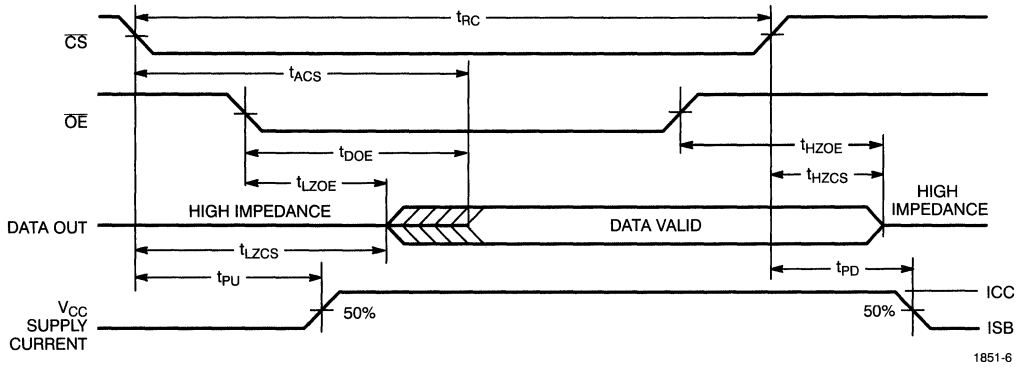 tRC
CS
tACS
OE
tDOE
tHZOE
tLZOE
tHZCS
HIGH IMPEDANCE
HIGH
IMPEDANCE
DATA OUT
DATA VALID
tLZCS
tPU
tPD
VCC
SUPPLY
CURRENT
50%
50%
ICC
ISB
1851-6